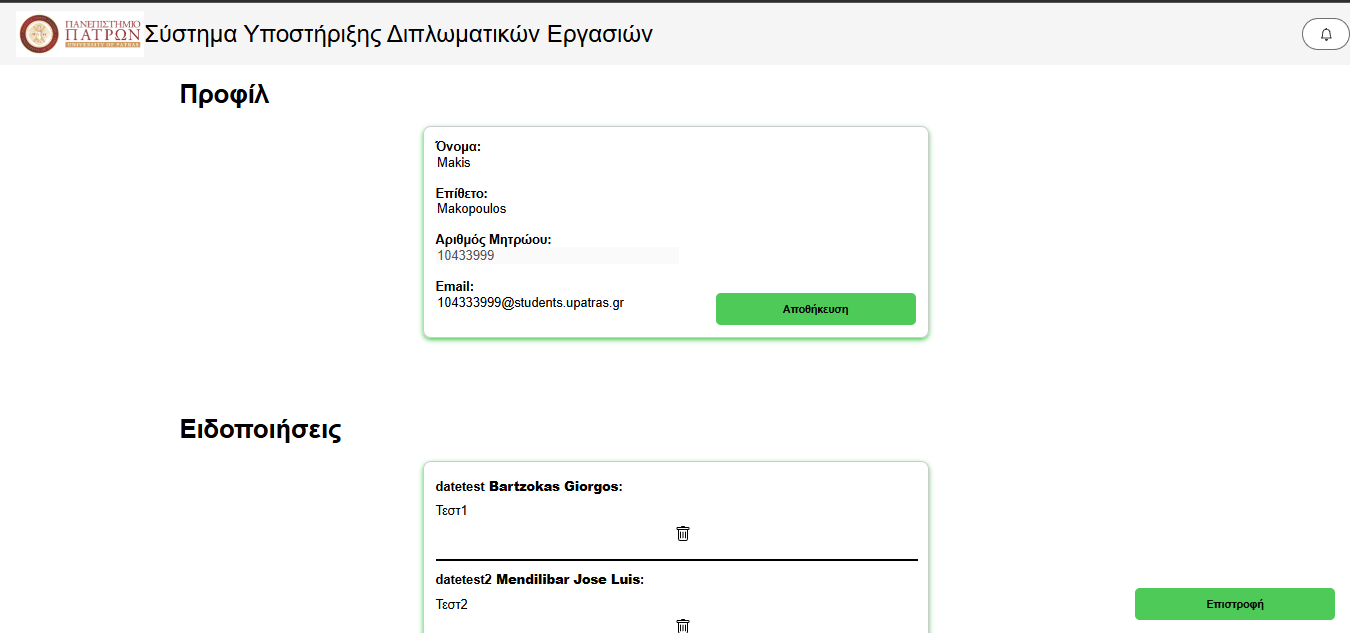 ΠΑΝΕΠΙΣΤΗΜΙΟ
ΠΑΤΡΩΝ
UNIVERSITY OF PATRAS
Σύστημα Υποστήριξης Διπλωματικών Εργασιών
Προφίλ
Όνομα:
Makis
Επίθετο:
Makopoulos
Αριθμός Μητρώου:
10433999
Email:
104333999@students.upatras.gr
Αποθήκευση
Ειδοποιήσεις
datetest Bartzokas Giorgos:
Τεστ1
datetest2 Mendilibar Jose Luis:
Τεστ2
Επιστροφή